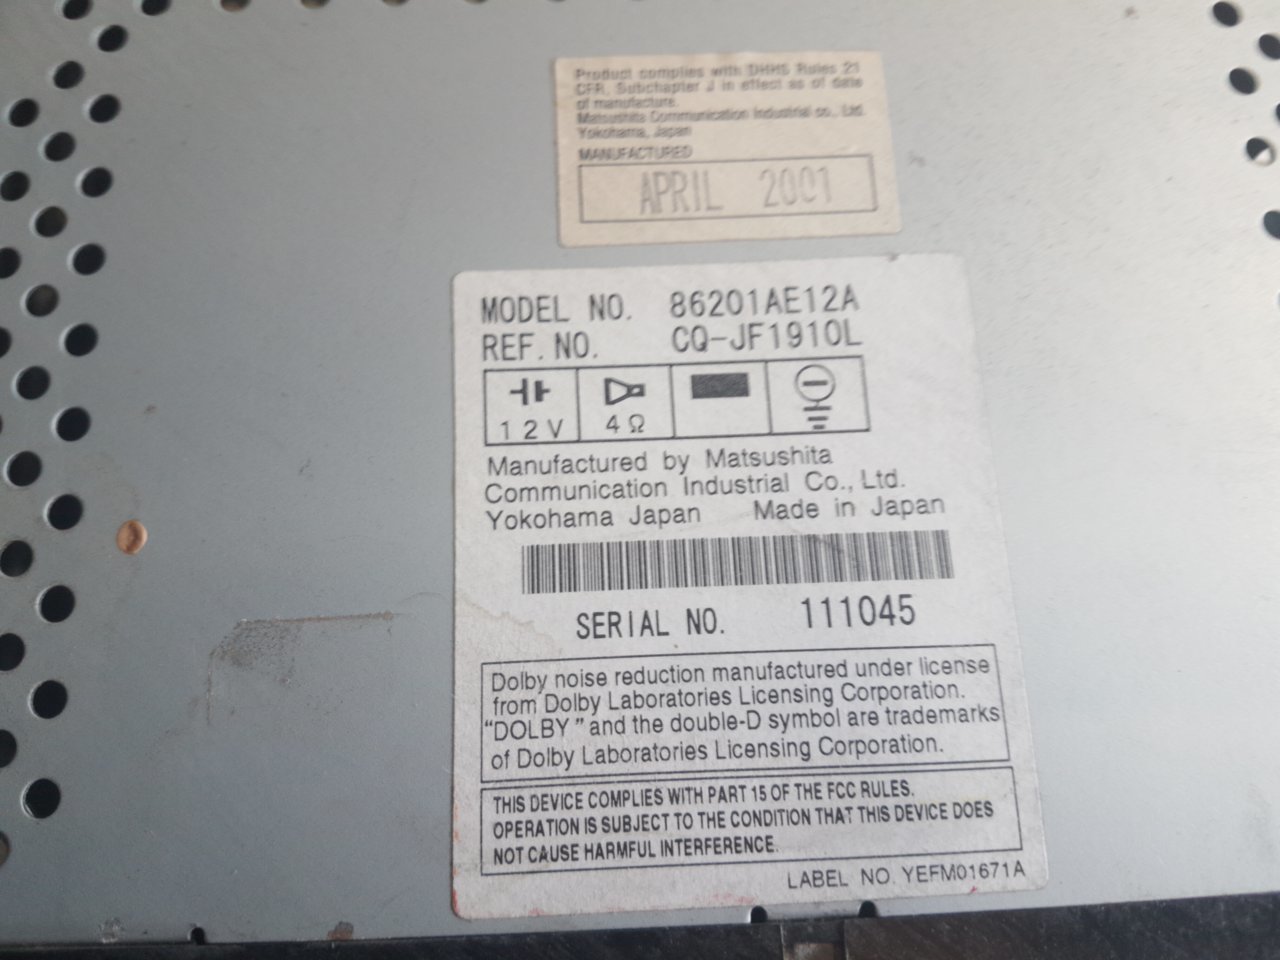 Product complies with DHHS Rules 21
CFR, Subchapter J in effect as of date
of manufacture.
Matsushita Communication Industrial co., Ltd.
Yokohama, Japan
MANUFACTURED
APRIL 2001
MODEL NO. 86201AE12A
REF. NO. CQ-JF1910L
12V 4Ω
Manufactured by Matsushita
Communication Industrial Co., Ltd.
Yokohama Japan Made in Japan
SERIAL NO. 111045
Dolby noise reduction manufactured under license
from Dolby Laboratories Licensing Corporation.
“DOLBY” and the double-D symbol are trademarks
of Dolby Laboratories Licensing Corporation.
THIS DEVICE COMPLIES WITH PART 15 OF THE FCC RULES.
OPERATION IS SUBJECT TO THE CONDITION THAT THIS DEVICE DOES
NOT CAUSE HARMFUL INTERFERENCE.
LABEL NO. YEFM01671A